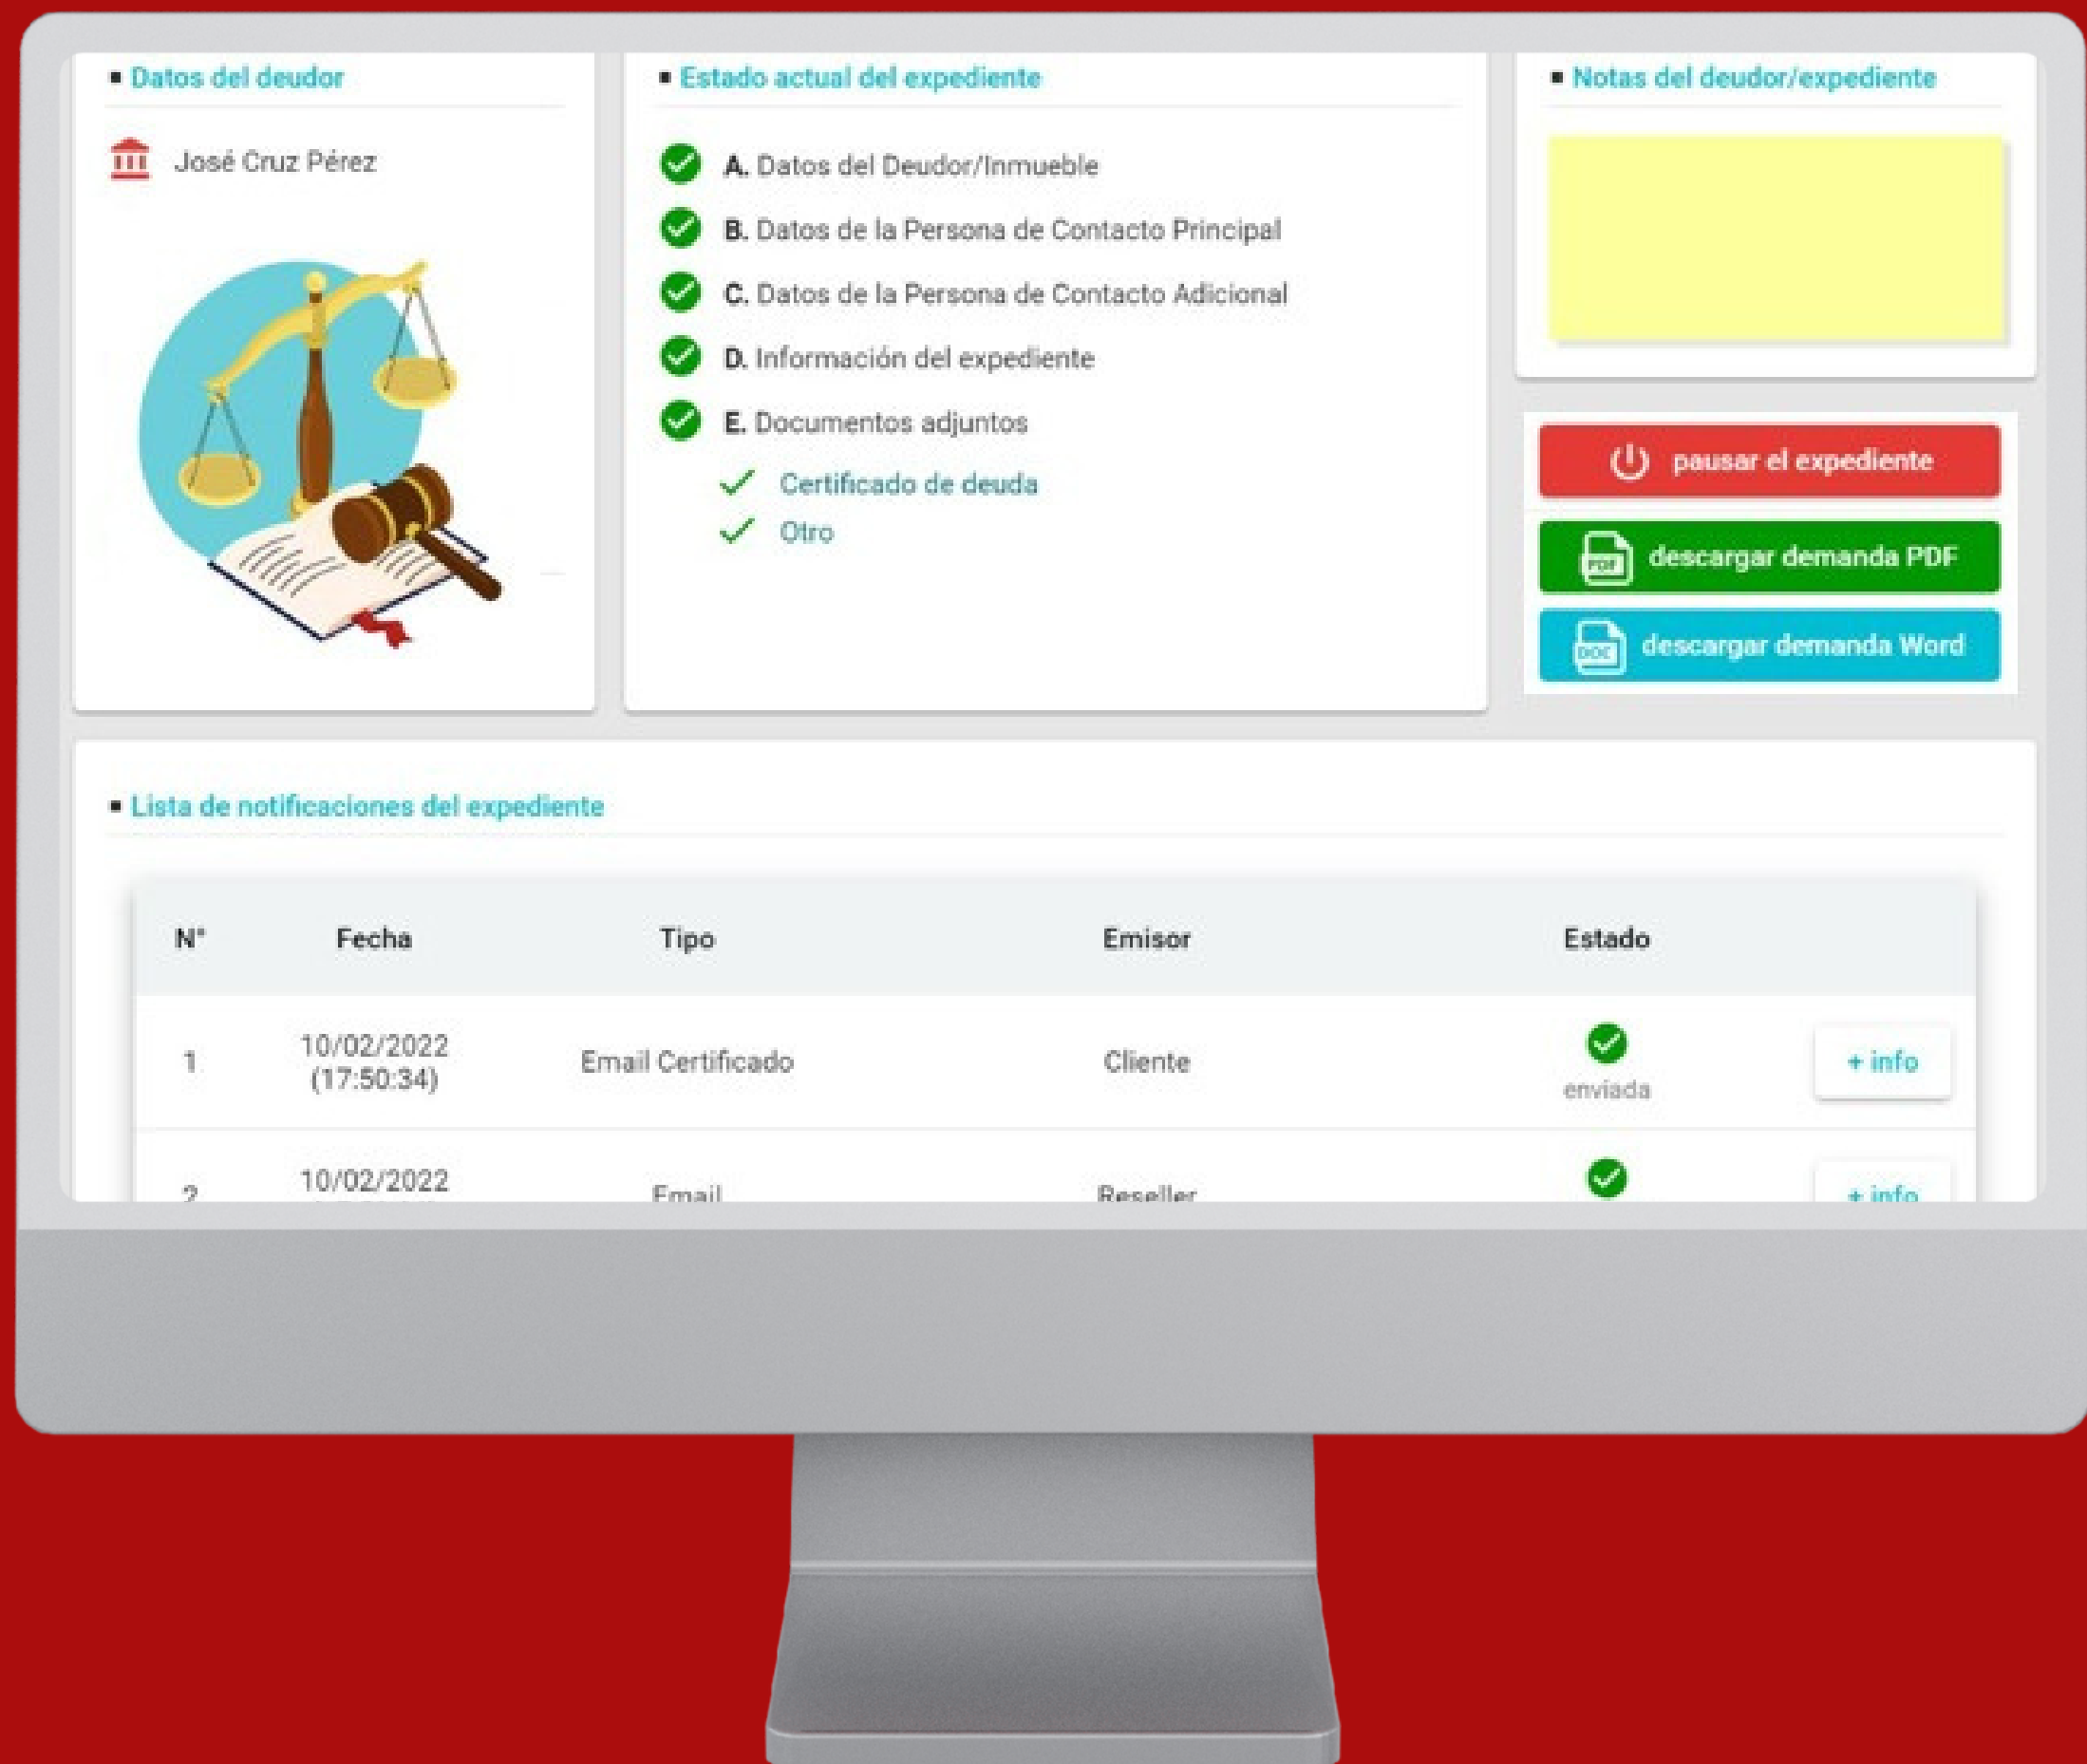 Datos del deudor
José Cruz Pérez
Estado actual del expediente
A. Datos del Deudor/Inmueble
B. Datos de la Persona de Contacto Principal
C. Datos de la Persona de Contacto Adicional
D. Información del expediente
E. Documentos adjuntos
Certificado de deuda
Otro
Notas del deudor/expediente
pausar el expediente
PDF descargar demanda PDF
DOC descargar demanda Word
Lista de notificaciones del expediente
N° Fecha Tipo Emisor Estado
1 10/02/2022 (17:50:34) Email Certificado Cliente enviada + info
2 10/02/2022 Email Reseller + info